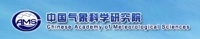 AMS
中国气象科学研究院
Chinese Academy of Meteorological Sciences